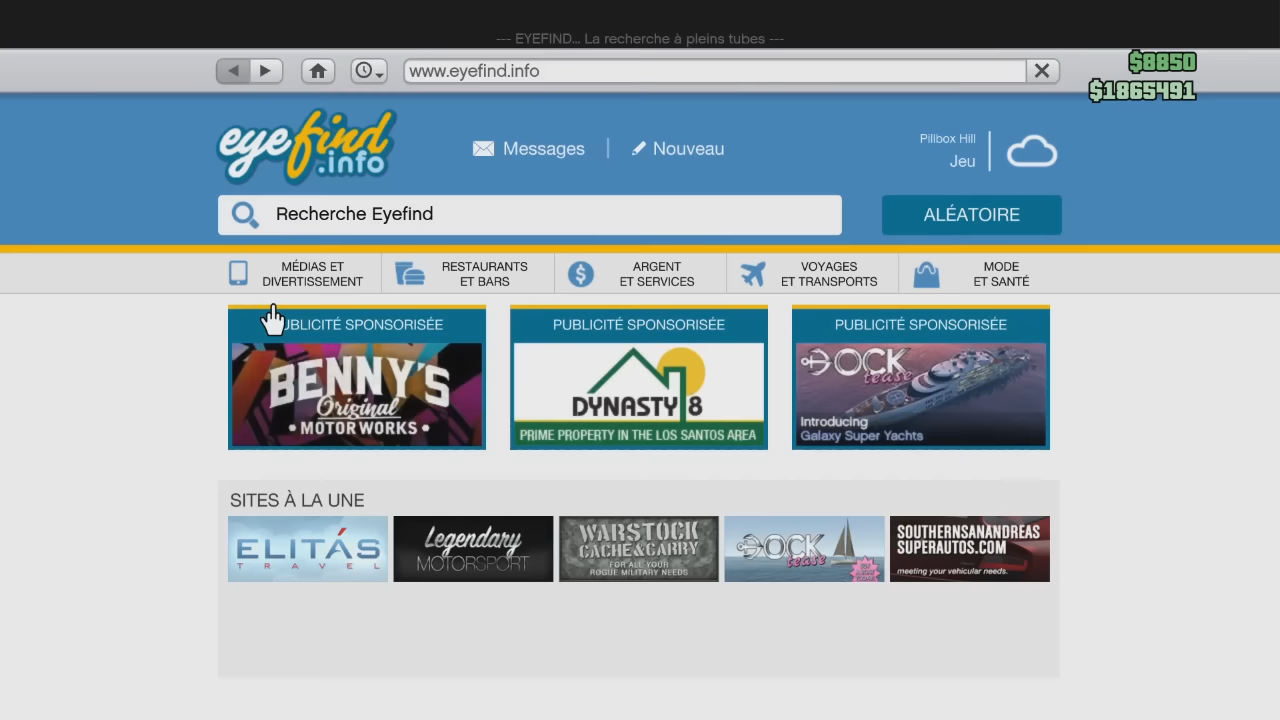 --- EYEFIND... La recherche à pleins tubes ---
www.eyefind.info
$8850
$1865491
eyefind
.info
Messages
Nouveau
Pillbox Hill
Jeu
Recherche Eyefind
ALÉATOIRE
MÉDIAS ET
DIVERTISSEMENT
RESTAURANTS
ET BARS
ARGENT
ET SERVICES
VOYAGES
ET TRANSPORTS
MODE
ET SANTÉ
PUBLICITÉ SPONSORISÉE
BENNY'S
Original
• MOTOR WORKS •
PUBLICITÉ SPONSORISÉE
DYNASTY 8
PRIME PROPERTY IN THE LOS SANTOS AREA
PUBLICITÉ SPONSORISÉE
DOCK
tease
Introducing
Galaxy Super Yachts
SITES À LA UNE
ELITÁS
TRAVEL
Legendary
MOTORSPORT
WARSTOCK
CACHE & CARRY
FOR ALL YOUR
ROGUE MILITARY NEEDS
DOCK
tease
SOUTHERNSANANDREAS
SUPERAUTOS.COM
meeting your vehicular needs.